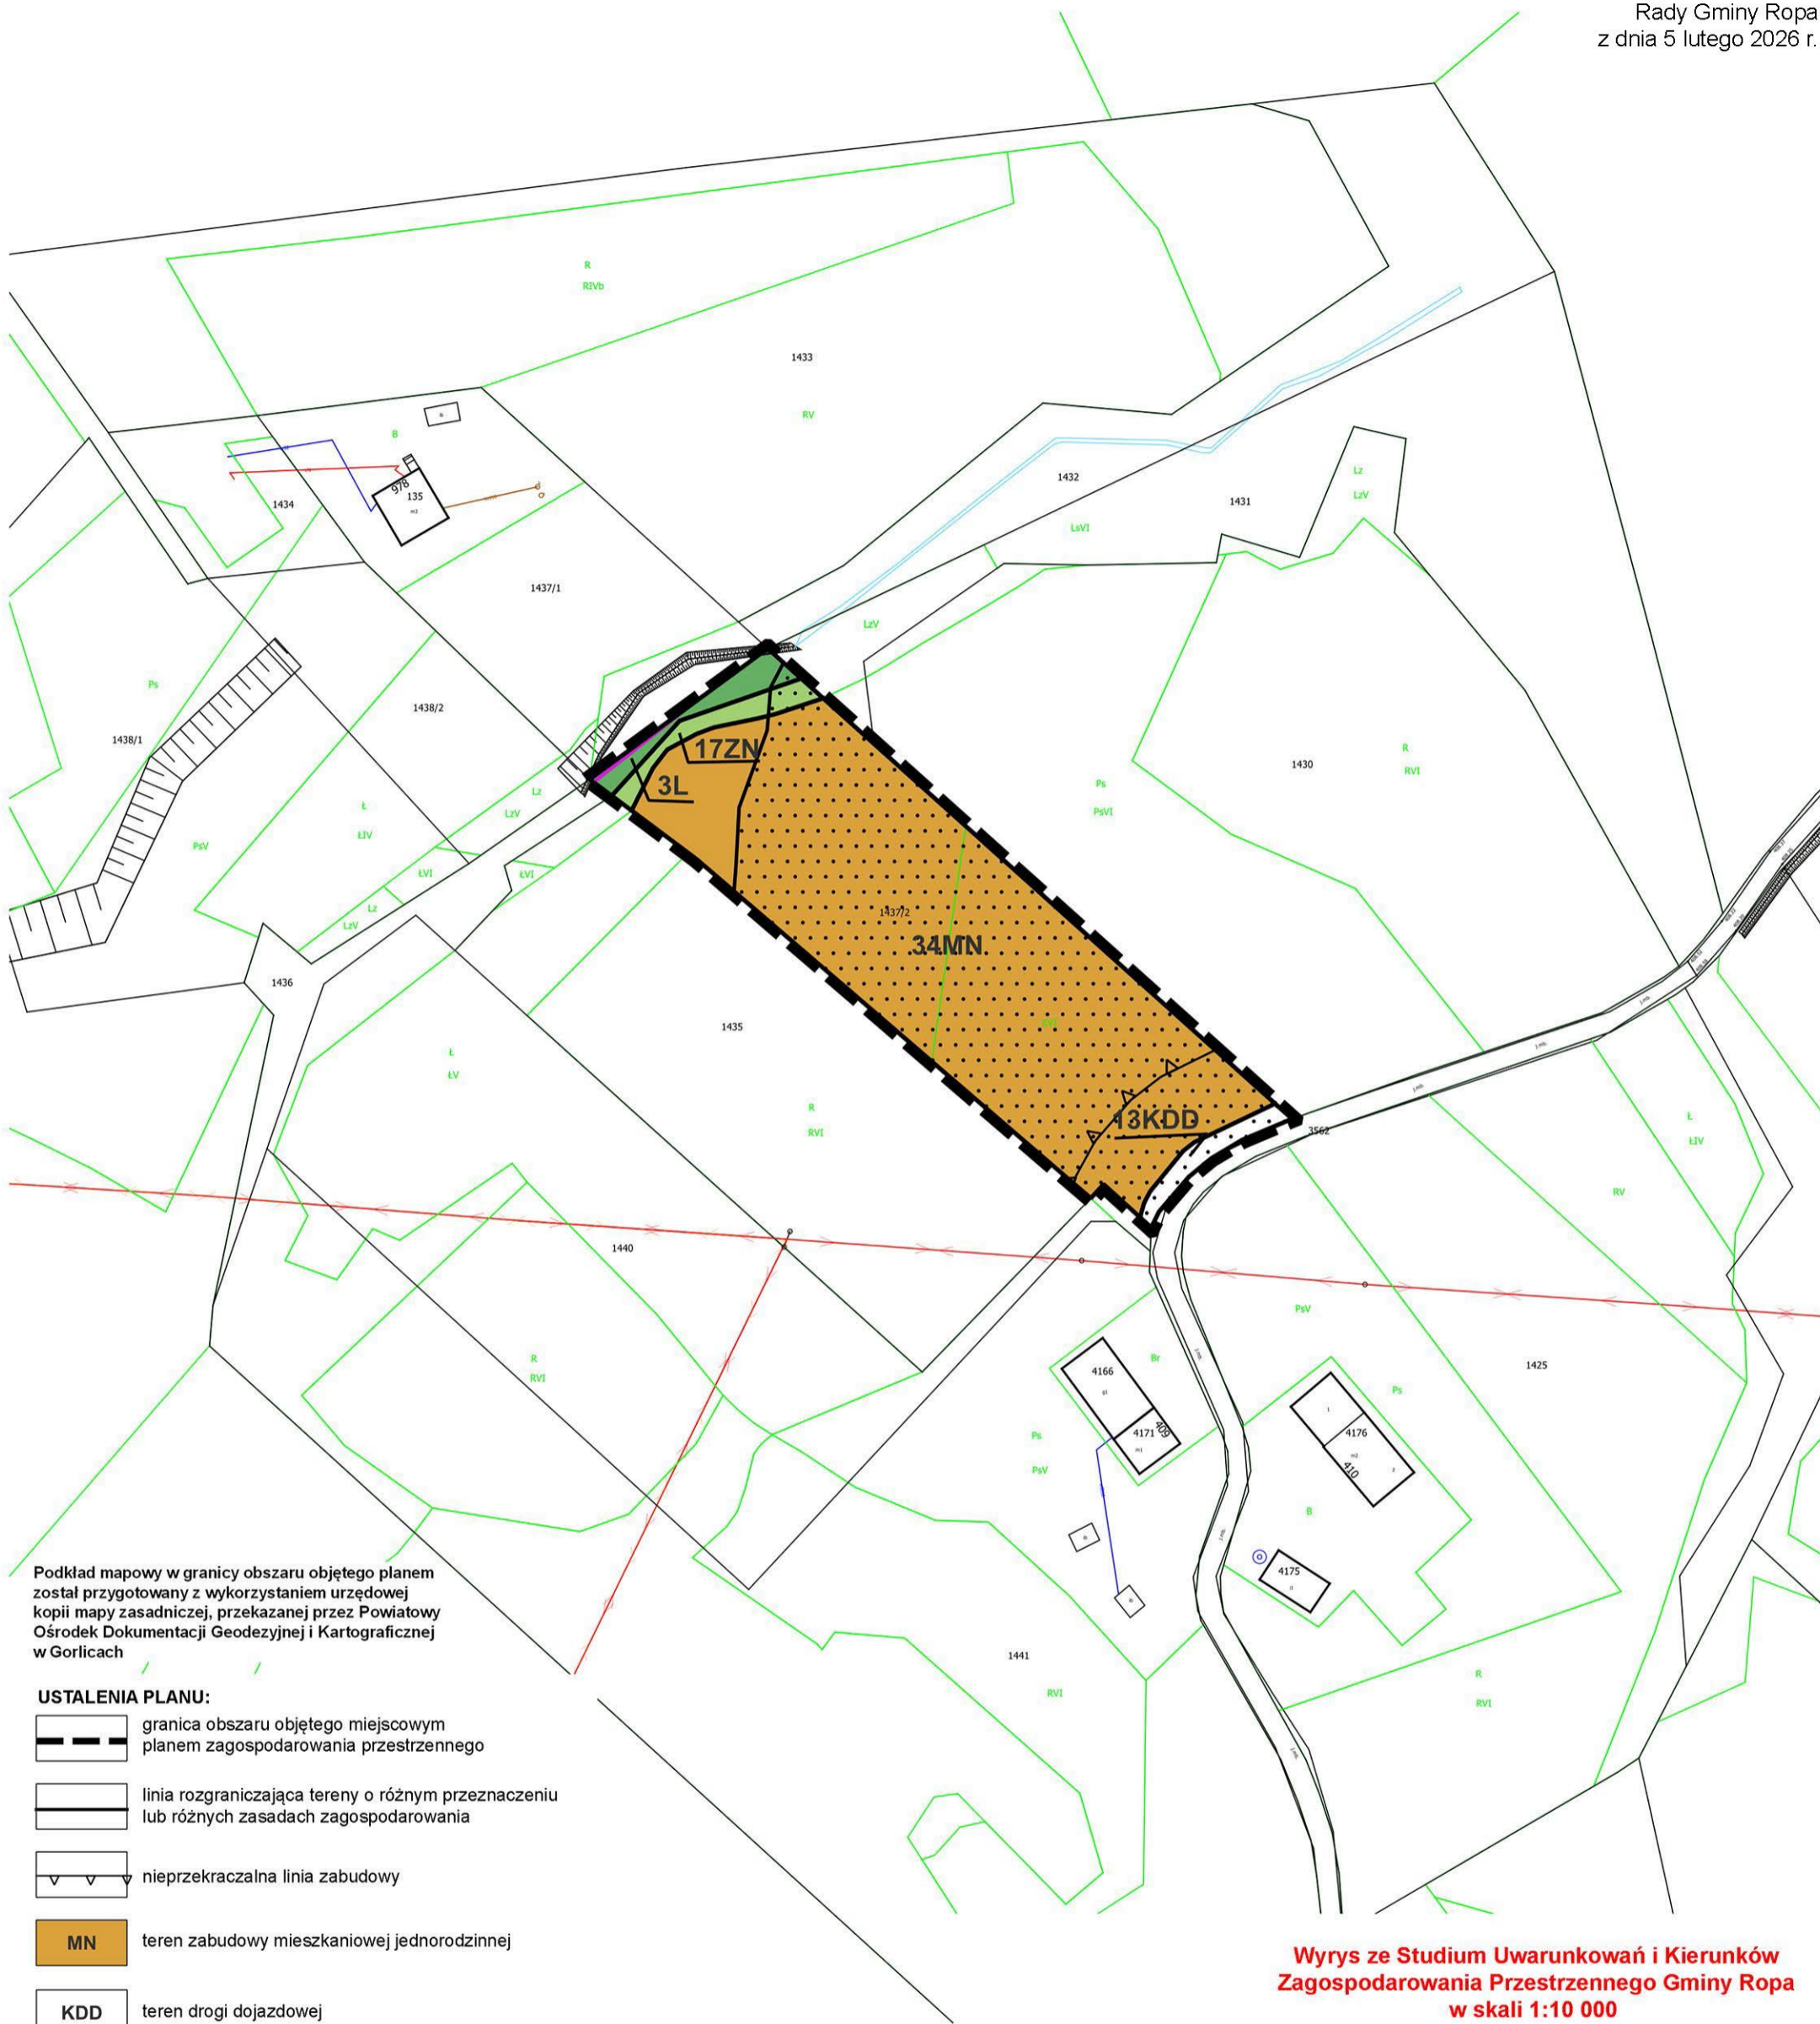 Rady Gminy Ropa
z dnia 5 lutego 2026 r.
R
RIVb
1433
RV
B
978
135
m2
1434
1432
1431
Lz
LzV
LsVI
1437/1
LzV
Ps
1438/2
1438/1
17ZN
3L
R
RVI
1430
Ps
PsVI
Lz
LzV
Ł
ŁIV
PsV
ŁVI
ŁVI
Lz
LzV
1437/2
34MN
1436
1435
Ł
ŁV
R
RVI
13KDD
3562
Ł
ŁIV
RV
1440
PsV
R
RVI
4166
Br
1425
4171
409
Ps
4176
410
Ps
PsV
B
4175
1441
RVI
R
RVI
Podkład mapowy w granicy obszaru objętego planem
został przygotowany z wykorzystaniem urzędowej
kopii mapy zasadniczej, przekazanej przez Powiatowy
Ośrodek Dokumentacji Geodezyjnej i Kartograficznej
w Gorlicach
USTALENIA PLANU:
granica obszaru objętego miejscowym
planem zagospodarowania przestrzennego
linia rozgraniczająca tereny o różnym przeznaczeniu
lub różnych zasadach zagospodarowania
nieprzekraczalna linia zabudowy
MN teren zabudowy mieszkaniowej jednorodzinnej
KDD teren drogi dojazdowej
Wyrys ze Studium Uwarunkowań i Kierunków
Zagospodarowania Przestrzennego Gminy Ropa
w skali 1:10 000